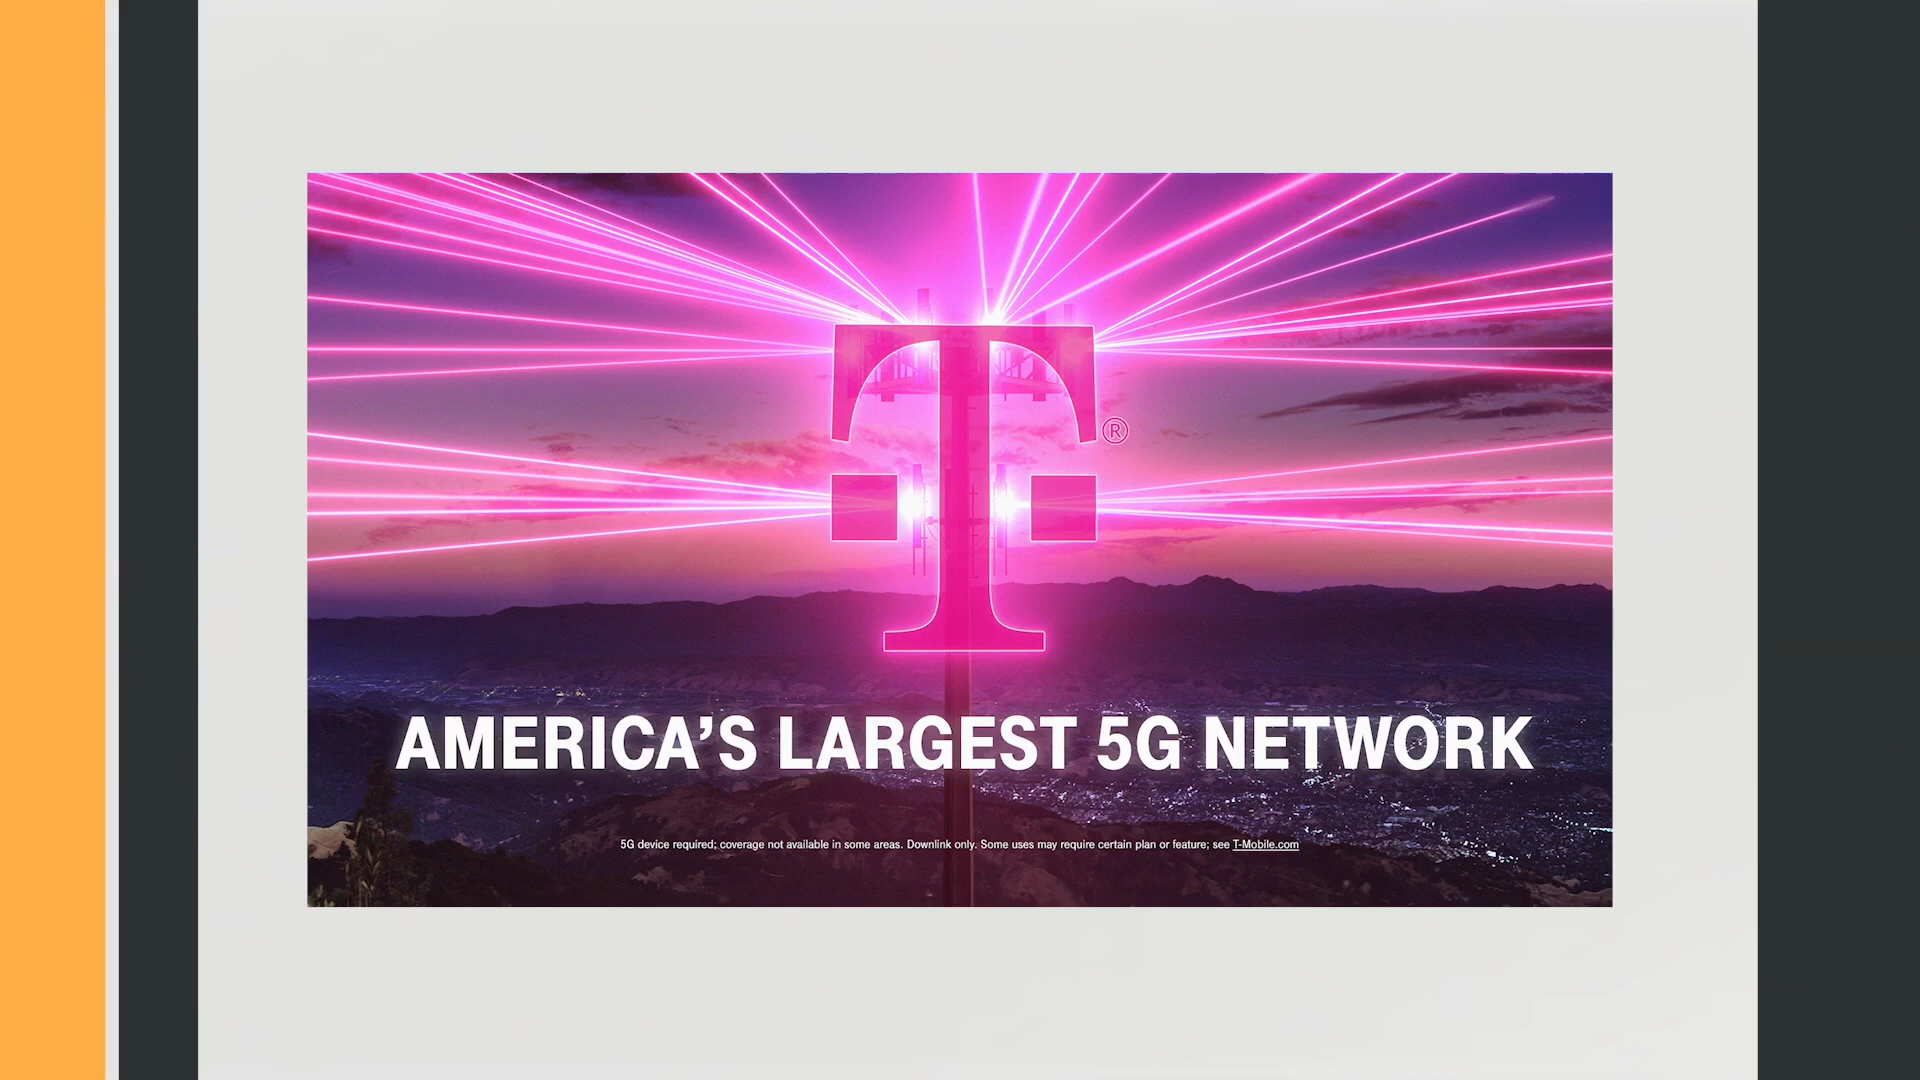 T
®
AMERICA’S LARGEST 5G NETWORK
5G device required; coverage not available in some areas. Downlink only. Some uses may require certain plan or feature; see T-Mobile.com